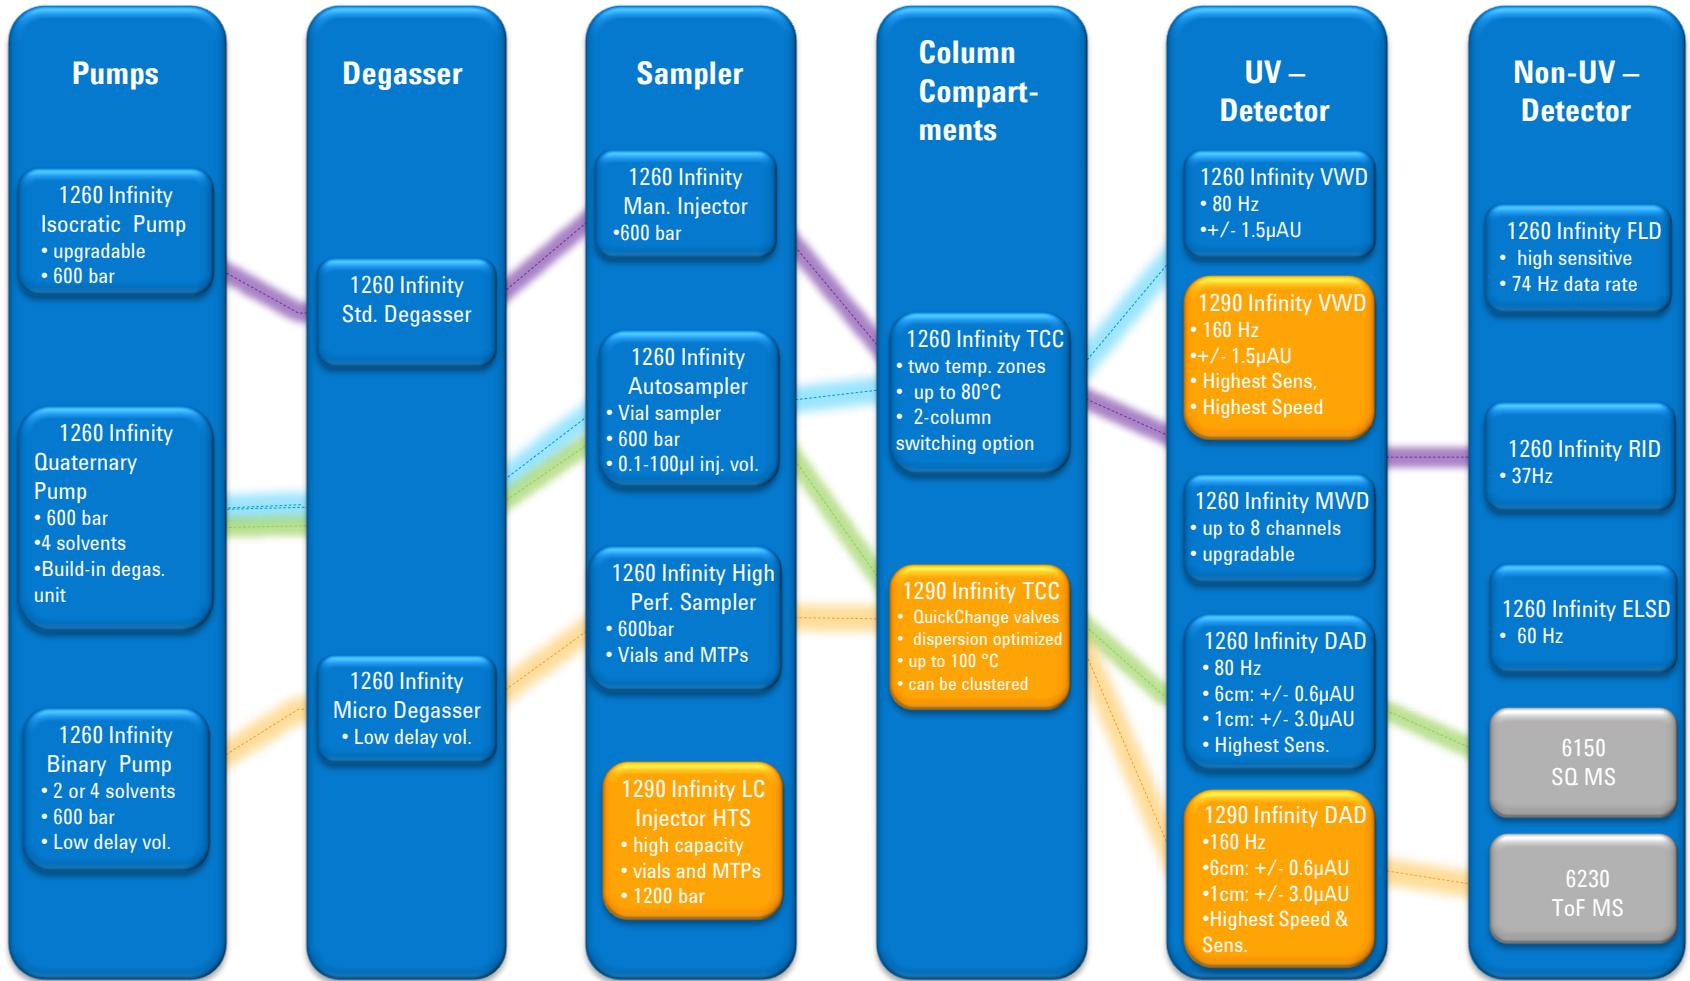 Pumps
1260 Infinity
Isocratic Pump
• upgradable
• 600 bar
1260 Infinity
Quaternary
Pump
• 600 bar
•4 solvents
•Build-in degas.
unit
1260 Infinity
Binary Pump
• 2 or 4 solvents
• 600 bar
• Low delay vol.
Degasser
1260 Infinity
Std. Degasser
1260 Infinity
Micro Degasser
• Low delay vol.
Sampler
1260 Infinity
Man. Injector
•600 bar
1260 Infinity
Autosampler
• Vial sampler
• 600 bar
• 0.1-100µl inj. vol.
1260 Infinity High
Perf. Sampler
• 600bar
• Vials and MTPs
1290 Infinity LC
Injector HTS
• high capacity
• vials and MTPs
• 1200 bar
Column
Compart-
ments
1260 Infinity TCC
• two temp. zones
• up to 80°C
• 2-column
switching option
1290 Infinity TCC
• QuickChange valves
• dispersion optimized
• up to 100 °C
• can be clustered
UV –
Detector
1260 Infinity VWD
• 80 Hz
•+/- 1.5µAU
1290 Infinity VWD
• 160 Hz
•+/- 1.5µAU
• Highest Sens,
• Highest Speed
1260 Infinity MWD
• up to 8 channels
• upgradable
1260 Infinity DAD
• 80 Hz
• 6cm: +/- 0.6µAU
• 1cm: +/- 3.0µAU
• Highest Sens.
1290 Infinity DAD
•160 Hz
•6cm: +/- 0.6µAU
•1cm: +/- 3.0µAU
•Highest Speed &
Sens.
Non-UV –
Detector
1260 Infinity FLD
• high sensitive
• 74 Hz data rate
1260 Infinity RID
• 37Hz
1260 Infinity ELSD
• 60 Hz
6150
SQ MS
6230
ToF MS